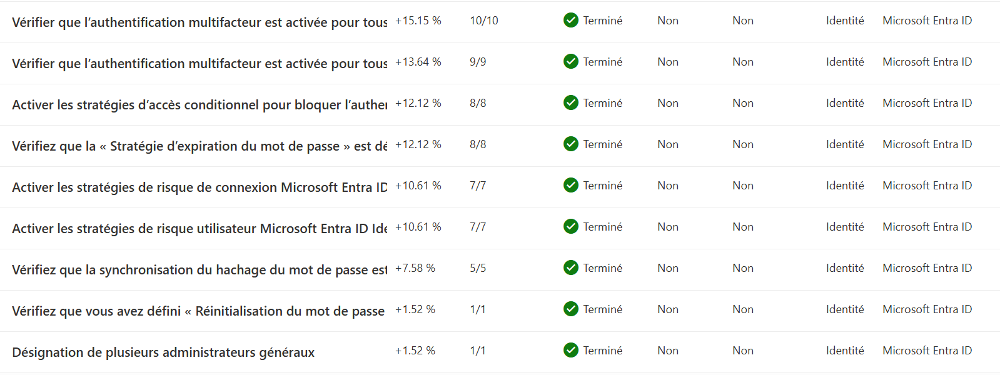 Vérifier que l’authentification multifacteur est activée pour tous +15.15 % 10/10 Terminé Non Non Identité Microsoft Entra ID
Vérifier que l’authentification multifacteur est activée pour tous +13.64 % 9/9 Terminé Non Non Identité Microsoft Entra ID
Activer les stratégies d’accès conditionnel pour bloquer l’auther +12.12 % 8/8 Terminé Non Non Identité Microsoft Entra ID
Vérifiez que la « Stratégie d’expiration du mot de passe » est dé +12.12 % 8/8 Terminé Non Non Identité Microsoft Entra ID
Activer les stratégies de risque de connexion Microsoft Entra ID +10.61 % 7/7 Terminé Non Non Identité Microsoft Entra ID
Activer les stratégies de risque utilisateur Microsoft Entra ID Ide +10.61 % 7/7 Terminé Non Non Identité Microsoft Entra ID
Vérifiez que la synchronisation du hachage du mot de passe est +7.58 % 5/5 Terminé Non Non Identité Microsoft Entra ID
Vérifiez que vous avez défini « Réinitialisation du mot de passe +1.52 % 1/1 Terminé Non Non Identité Microsoft Entra ID
Désignation de plusieurs administrateurs généraux +1.52 % 1/1 Terminé Non Non Identité Microsoft Entra ID